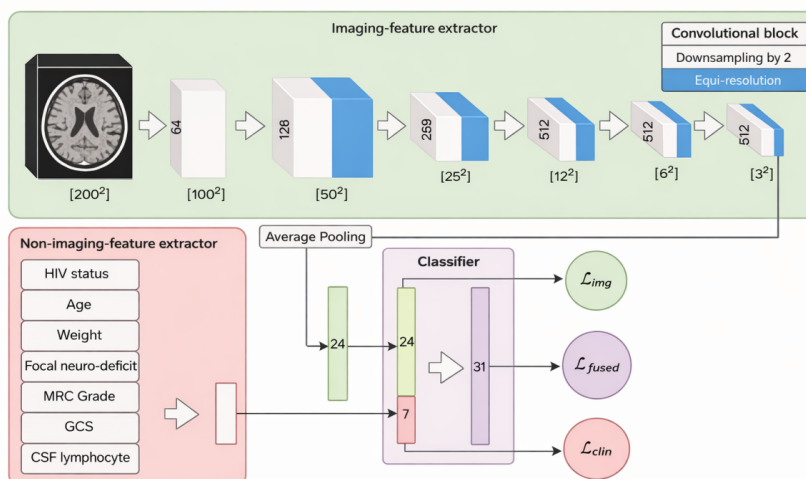 Imaging-feature extractor
Convolutional block
Downsampling by 2
Equi-resolution
64
128
259
512
512
512
[200²]
[100²]
[50²]
[25²]
[12²]
[6²]
[3²]
Non-imaging-feature extractor
HIV status
Age
Weight
Focal neuro-deficit
MRC Grade
GCS
CSF lymphocyte
Average Pooling
24
Classifier
24
7
31
ℒimg
ℒfused
ℒclin